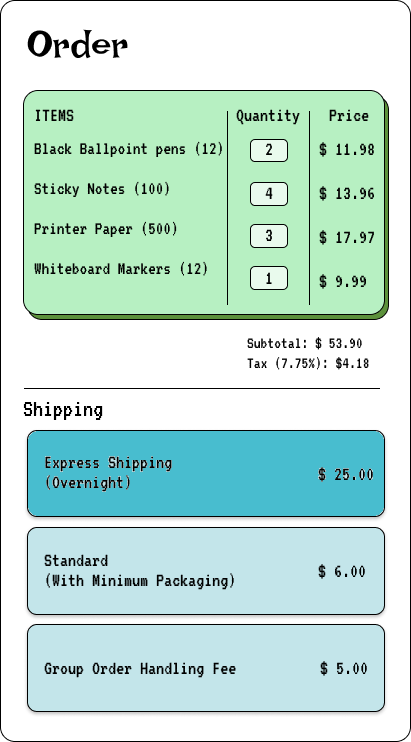 Order
ITEMS Quantity Price
Black Ballpoint pens (12) 2 $ 11.98
Sticky Notes (100) 4 $ 13.96
Printer Paper (500) 3 $ 17.97
Whiteboard Markers (12) 1 $ 9.99
Subtotal: $ 53.90
Tax (7.75%): $4.18
Shipping
Express Shipping
(Overnight) $ 25.00
Standard
(With Minimum Packaging) $ 6.00
Group Order Handling Fee $ 5.00